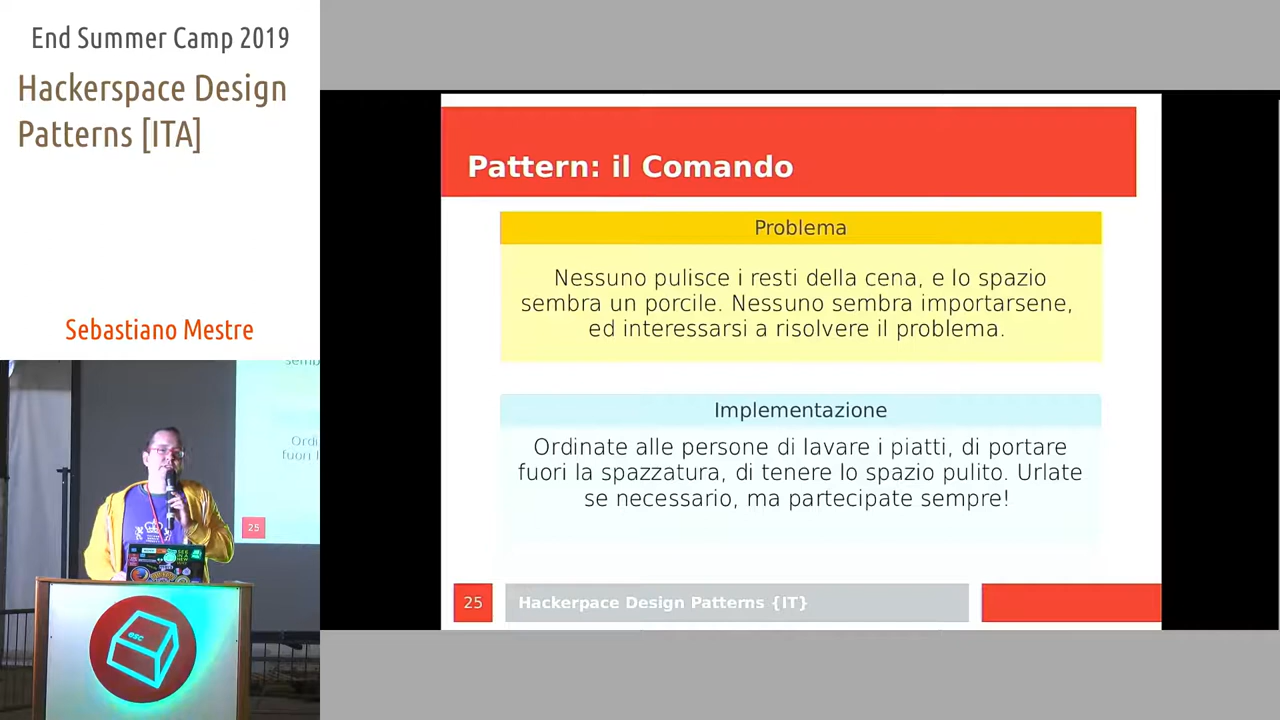 End Summer Camp 2019
Hackerspace Design
Patterns [ITA]
Sebastiano Mestre
Pattern: il Comando
Problema
Nessuno pulisce i resti della cena, e lo spazio
sembra un porcile. Nessuno sembra importarsene,
ed interessarsi a risolvere il problema.
Implementazione
Ordinate alle persone di lavare i piatti, di portare
fuori la spazzatura, di tenere lo spazio pulito. Urlate
se necessario, ma partecipate sempre!
25
Hackerpace Design Patterns {IT}
Ordi
fuori l
25
esc